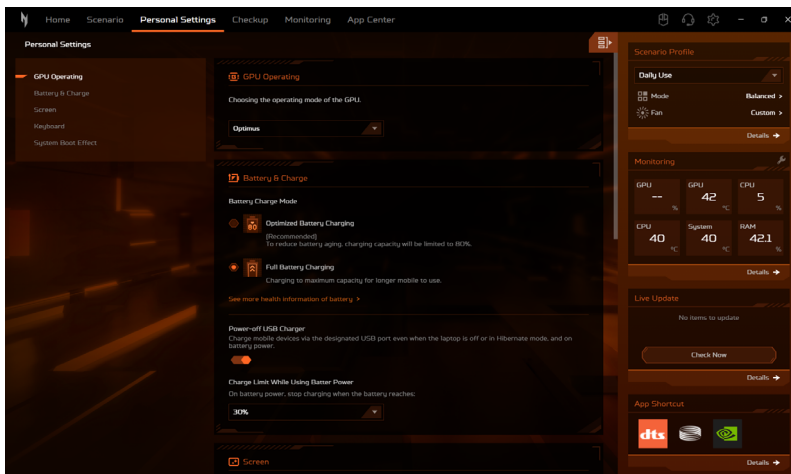 Home Scenario Personal Settings Checkup Monitoring App Center
Personal Settings
GPU Operating
Battery & Charge
Screen
Keyboard
System Boot Effect
GPU Operating
Choosing the operating mode of the GPU.
Optimus
Battery & Charge
Battery Charge Mode
80
Optimized Battery Charging
[Recommended]
To reduce battery aging, charging capacity will be limited to 80%.
Full Battery Charging
Charging to maximum capacity for longer mobile to use.
See more health information of battery >
Power-off USB Charger
Charge mobile devices via the designated USB port even when the laptop is off or in Hibernate mode, and on
battery power.
Charge Limit While Using Batter Power
On battery power, stop charging when the battery reaches:
30%
Screen
Scenario Profile
Daily Use
Mode Balanced >
Fan Custom >
Details
Monitoring
GPU GPU CPU
-- 42 5
% °C %
CPU System RAM
40 40 42.1
°C °C %
Details
Live Update
No items to update
Check Now
Details
App Shortcut
dts
Details